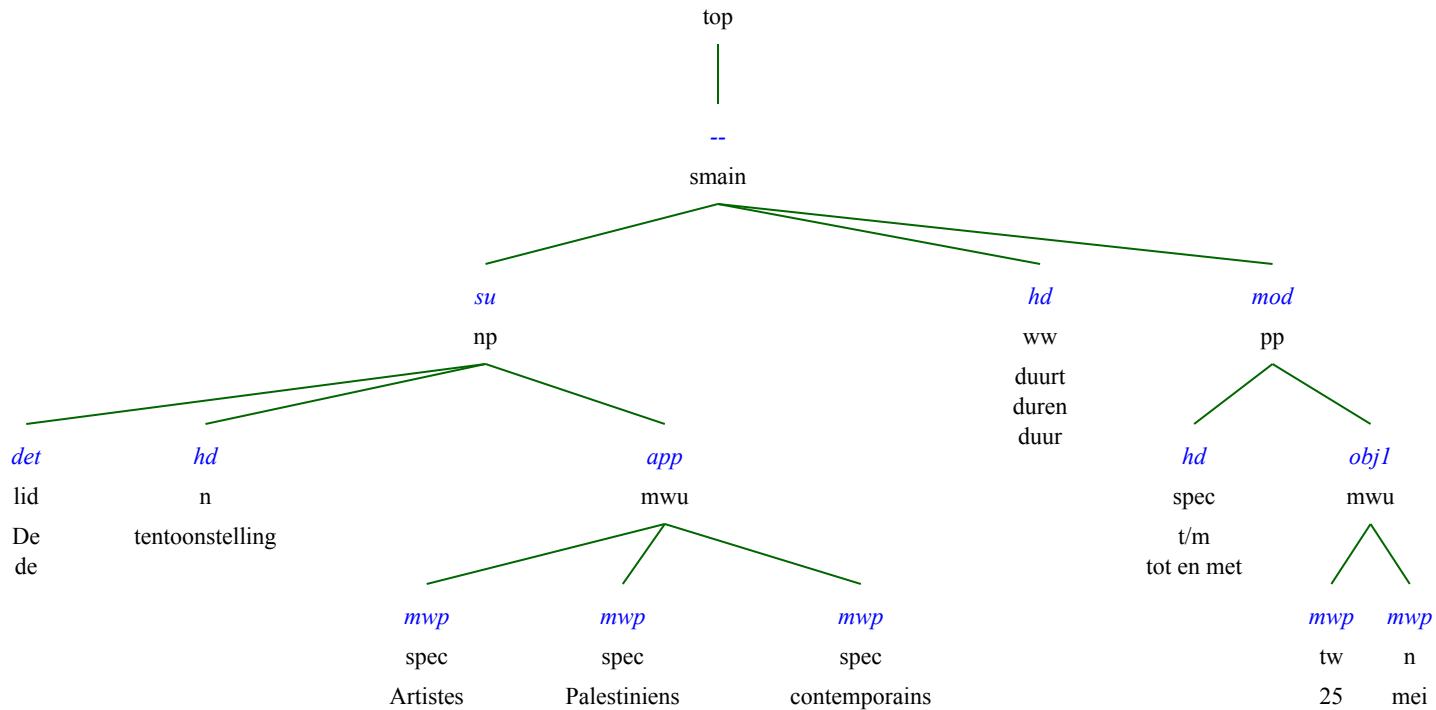 top
--
smain
su hd mod
np ww pp
duurt
duren
duur
det hd app hd obj1
lid n mwu spec mwu
De tentoonstelling t/m
de tot en met
mwp mwp mwp mwp mwp
spec spec spec tw n
Artistes Palestiniens contemporains 25 mei